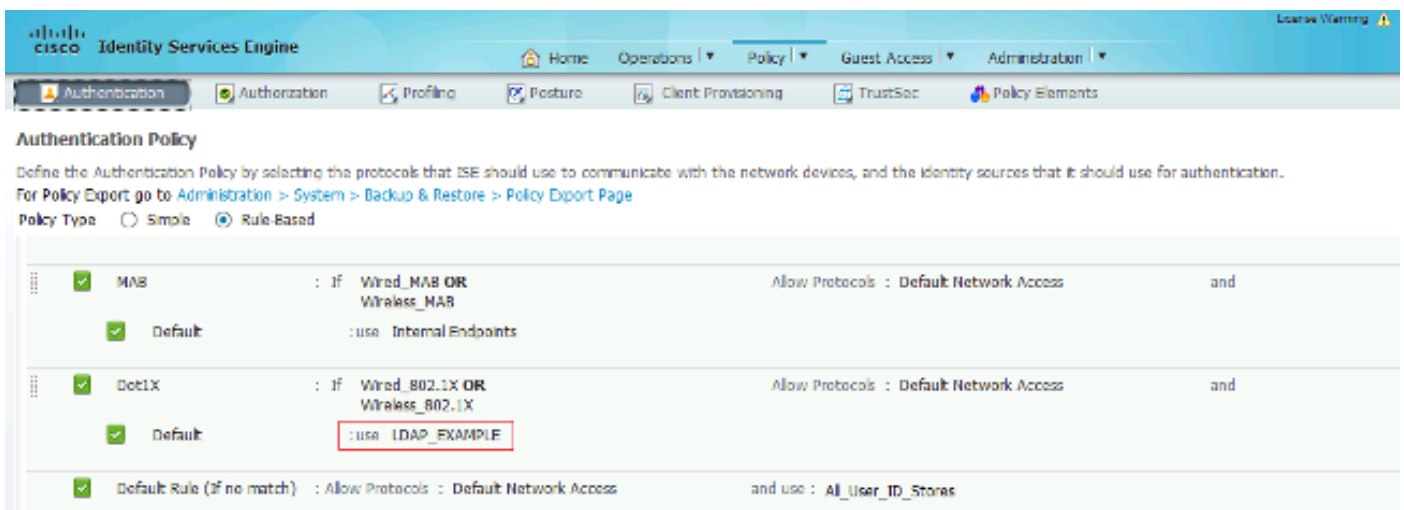 License Warning
cisco Identity Services Engine
Home Operations Policy Guest Access Administration
Authentication Authorization Profiling Posture Client Provisioning TrustSec Policy Elements
Authentication Policy
Define the Authentication Policy by selecting the protocols that ISE should use to communicate with the network devices, and the identity sources that it should use for authentication.
For Policy Export go to Administration > System > Backup & Restore > Policy Export Page
Policy Type Simple Rule-Based
MAB : If Wired_MAB OR Allow Protocols : Default Network Access and
Wireless_MAB
Default : use Internal Endpoints
Dot1X : If Wired_802.1X OR Allow Protocols : Default Network Access and
Wireless_802.1X
Default : use LDAP_EXAMPLE
Default Rule (If no match) : Allow Protocols : Default Network Access and use : All_User_ID_Stores